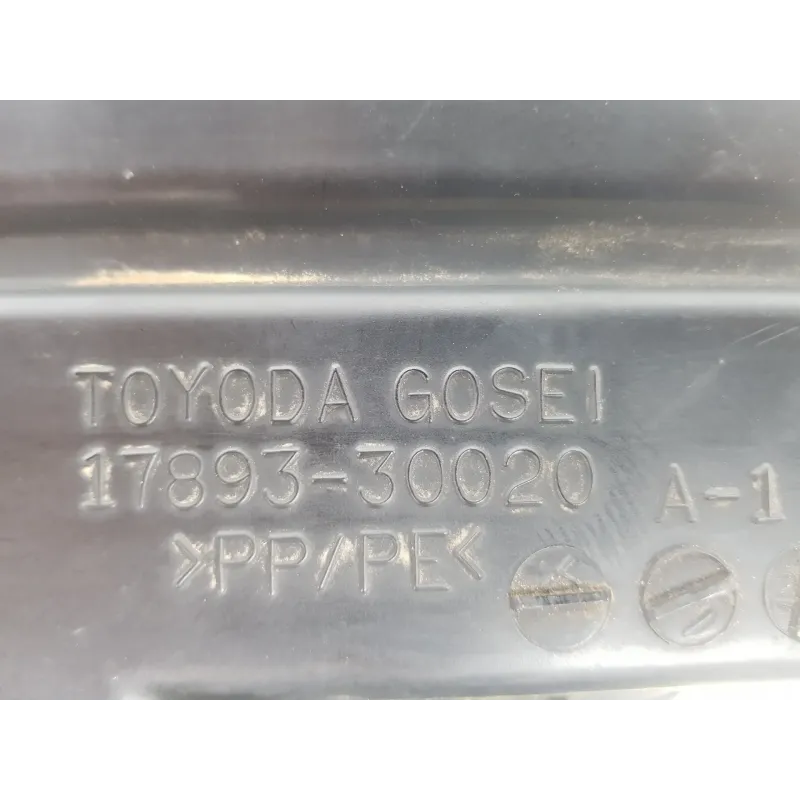 TOYODA GOSEI
17893-30020
A-1
>PP/PE<